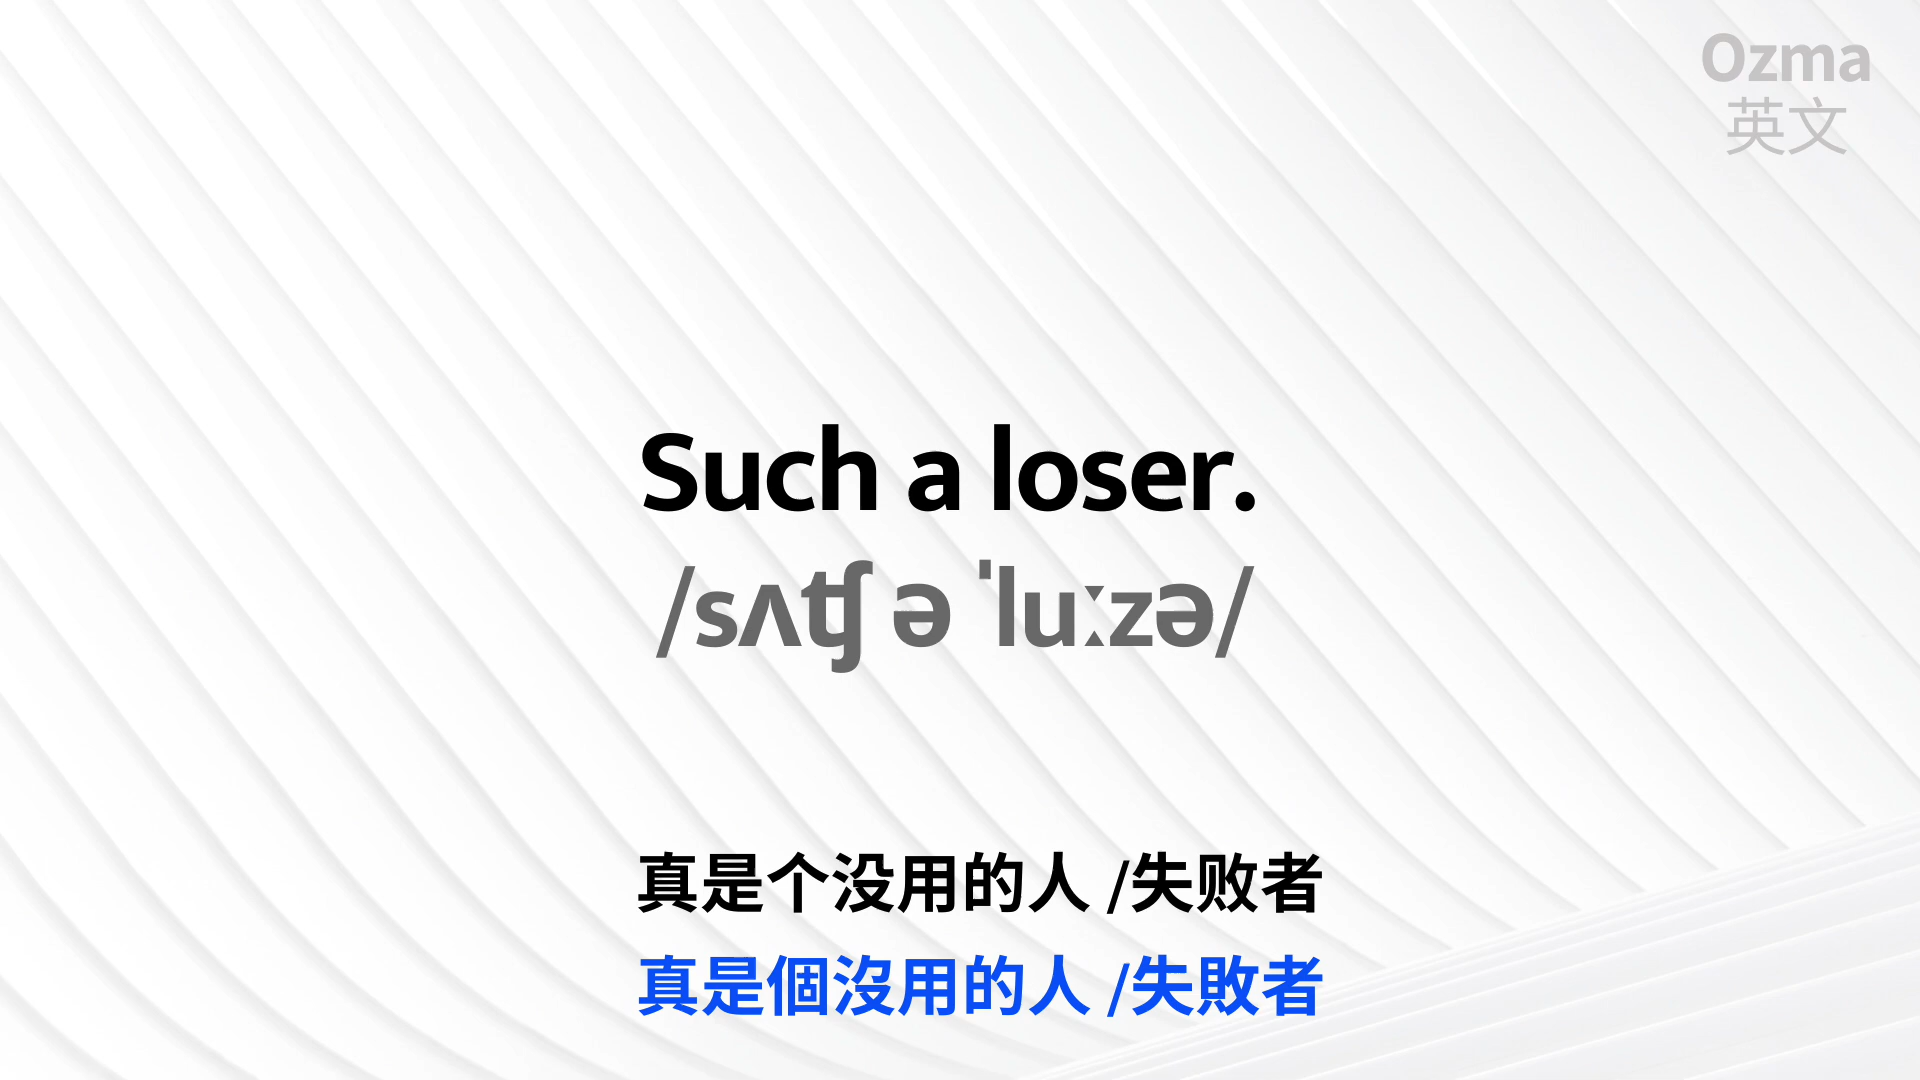 Ozma
英文
Such a loser.
/sʌʧ ə ˈluːzə/
真是个没用的人 /失败者
真是個沒用的人 /失敗者